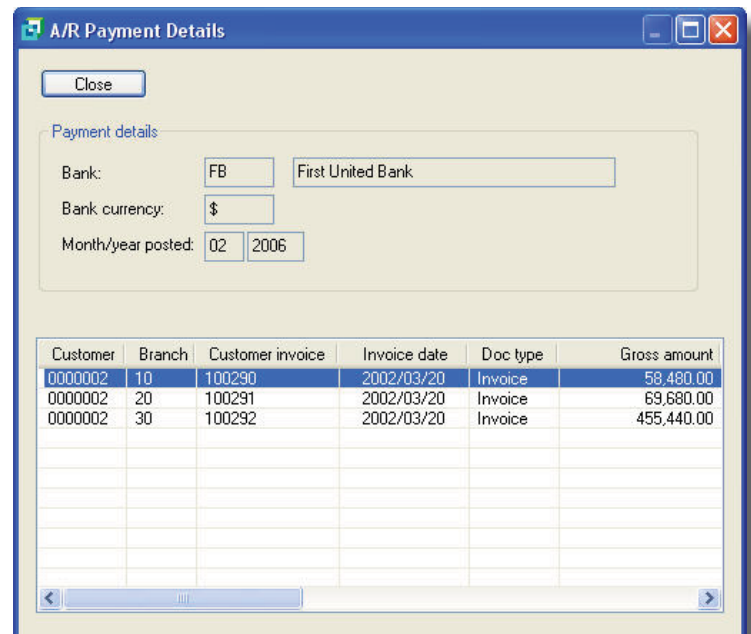 A/R Payment Details
Close
Payment details
Bank: FB First United Bank
Bank currency: $
Month/year posted: 02 2006
Customer Branch Customer invoice Invoice date Doc type Gross amount
0000002 10 100290 2002/03/20 Invoice 58,480.00
0000002 20 100291 2002/03/20 Invoice 69,680.00
0000002 30 100292 2002/03/20 Invoice 455,440.00